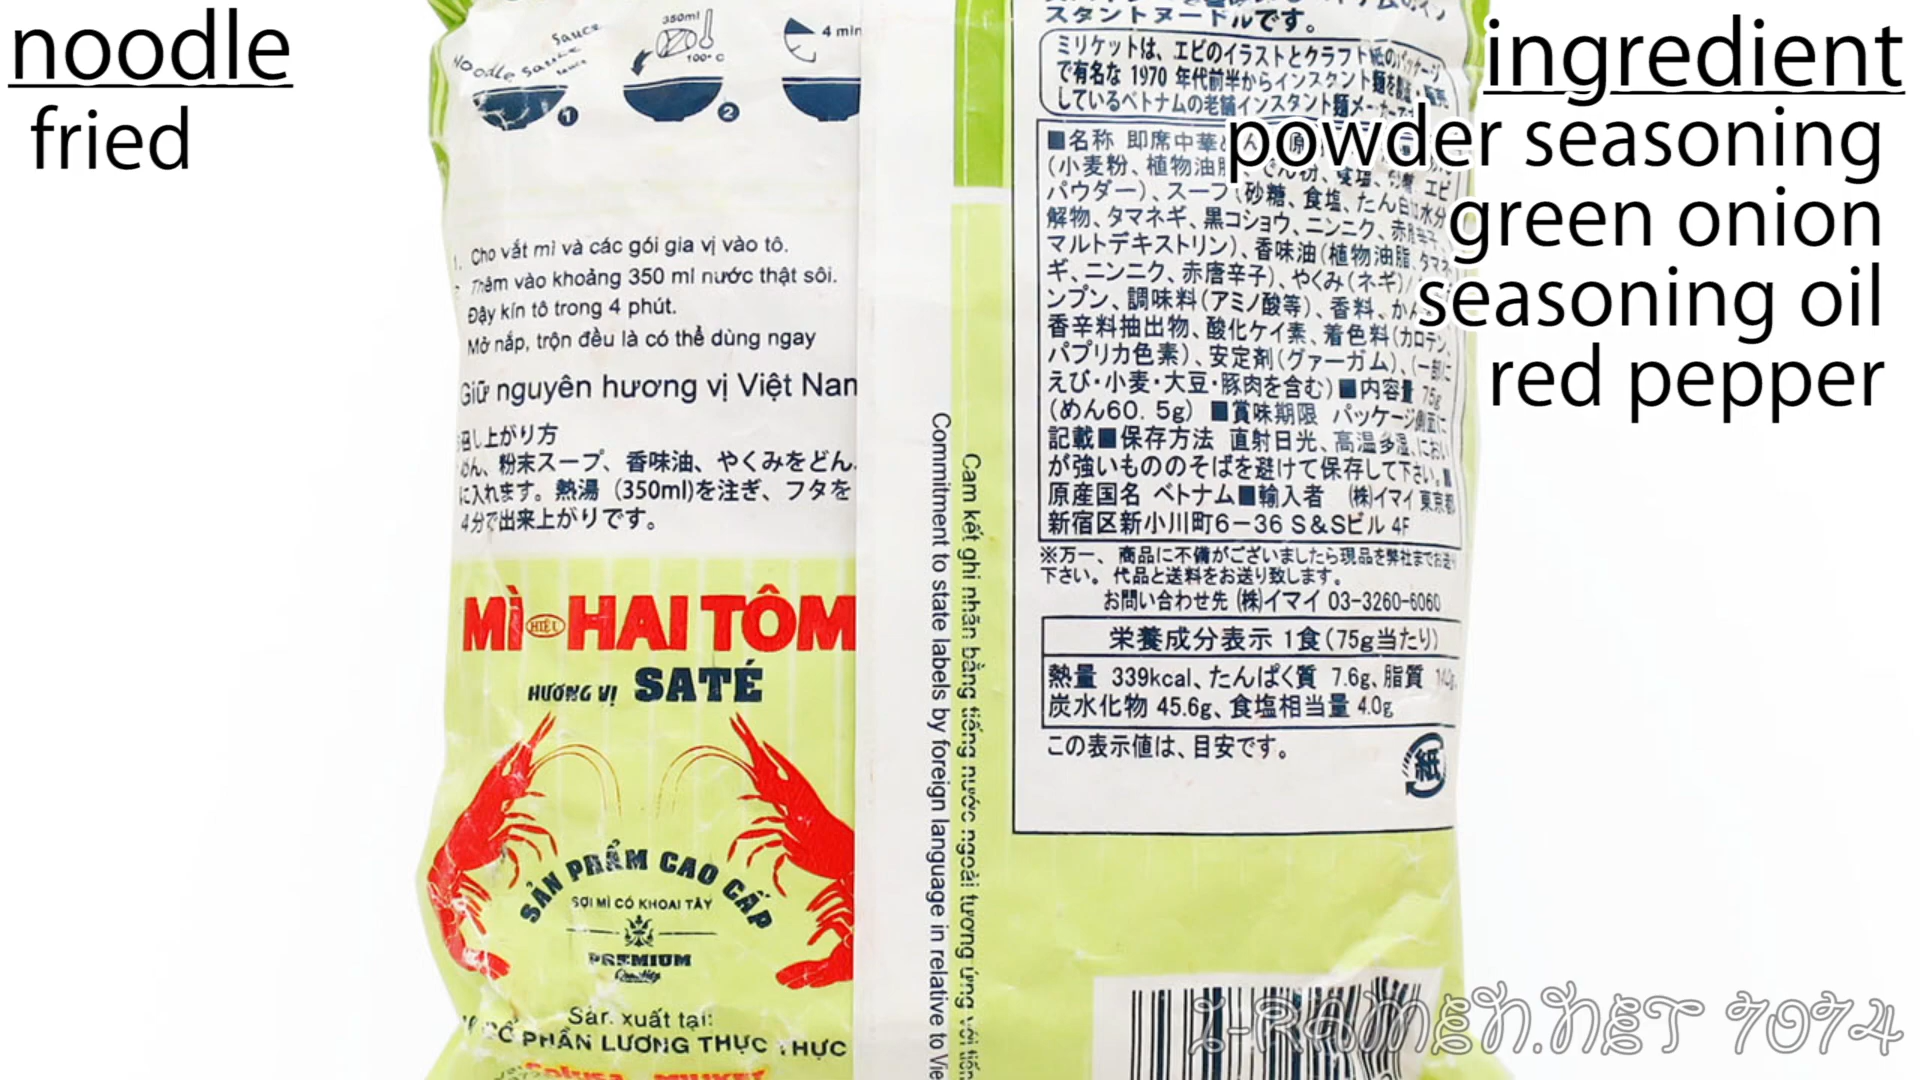 noodle
fried
ingredient
powder seasoning
green onion
seasoning oil
red pepper
Noodle Sauce Sauce
350ml
100°C
4 min
1
2
1. Cho vắt mì và các gói gia vị vào tô.
Thêm vào khoảng 350 ml nước thật sôi.
Đậy kín tô trong 4 phút.
Mở nắp, trộn đều là có thể dùng ngay
Giữ nguyên hương vị Việt Nam
召し上がり方
めん、粉末スープ、香味油、やくみをどん
に入れます。熱湯（350ml)を注ぎ、フタを
4分で出来上がりです。
MÌ HIỆU HAI TÔM
HƯƠNG VỊ SATÉ
SẢN PHẨM CAO CẤP
SỢI MÌ CÓ KHOAI TÂY
PREMIUM
Quality
Sản xuất tại:
CỔ PHẦN LƯƠNG THỰC THỰC
Commitment to state labels by foreign language in relative to Vie
Cam kết ghi nhãn bằng tiếng nước ngoài tương ứng với tiến
スタントヌードルです。
ミリケットは、エビのイラストとクラフト紙のパッケージ
で有名な 1970 年代前半からインスタント麺を
しているベトナムの老舗インスタント麺メーカーです
■名称 即席中華
(小麦粉、植物油脂 エビ
パウダー)、スープ(砂糖、食塩、たん白加水分
解物、タマネギ、黒コショウ、ニンニク、赤唐辛子、
マルトデキストリン)、香味油(植物油脂、タマネ
ギ、ニンニク、赤唐辛子)、やくみ(ネギ)/
ンプン、調味料(アミノ酸等)、香料、かん
香辛料抽出物、酸化ケイ素、着色料(カロテン、
パプリカ色素)、安定剤(グァーガム)、(一部に
えび・小麦・大豆・豚肉を含む)■内容量 75g
(めん60. 5g) ■賞味期限 パッケージ側面に
記載■保存方法 直射日光、高温多湿、におい
が強いもののそばを避けて保存して下さい。■
原産国名 ベトナム■輸入者 (株)イマイ 東京都
新宿区新小川町6－36 S＆Sビル 4F
※万一、商品に不備がございましたら現品を弊社までお送り
下さい。代品と送料をお送り致します。
お問い合わせ先 (株)イマイ 03-3260-6060
栄養成分表示 1食(75g当たり)
熱量 339kcal、たんぱく質 7.6g、脂質
炭水化物 45.6g、食塩相当量 4.0g
この表示値は、目安です。
紙
I-RAMEN.NET 7074